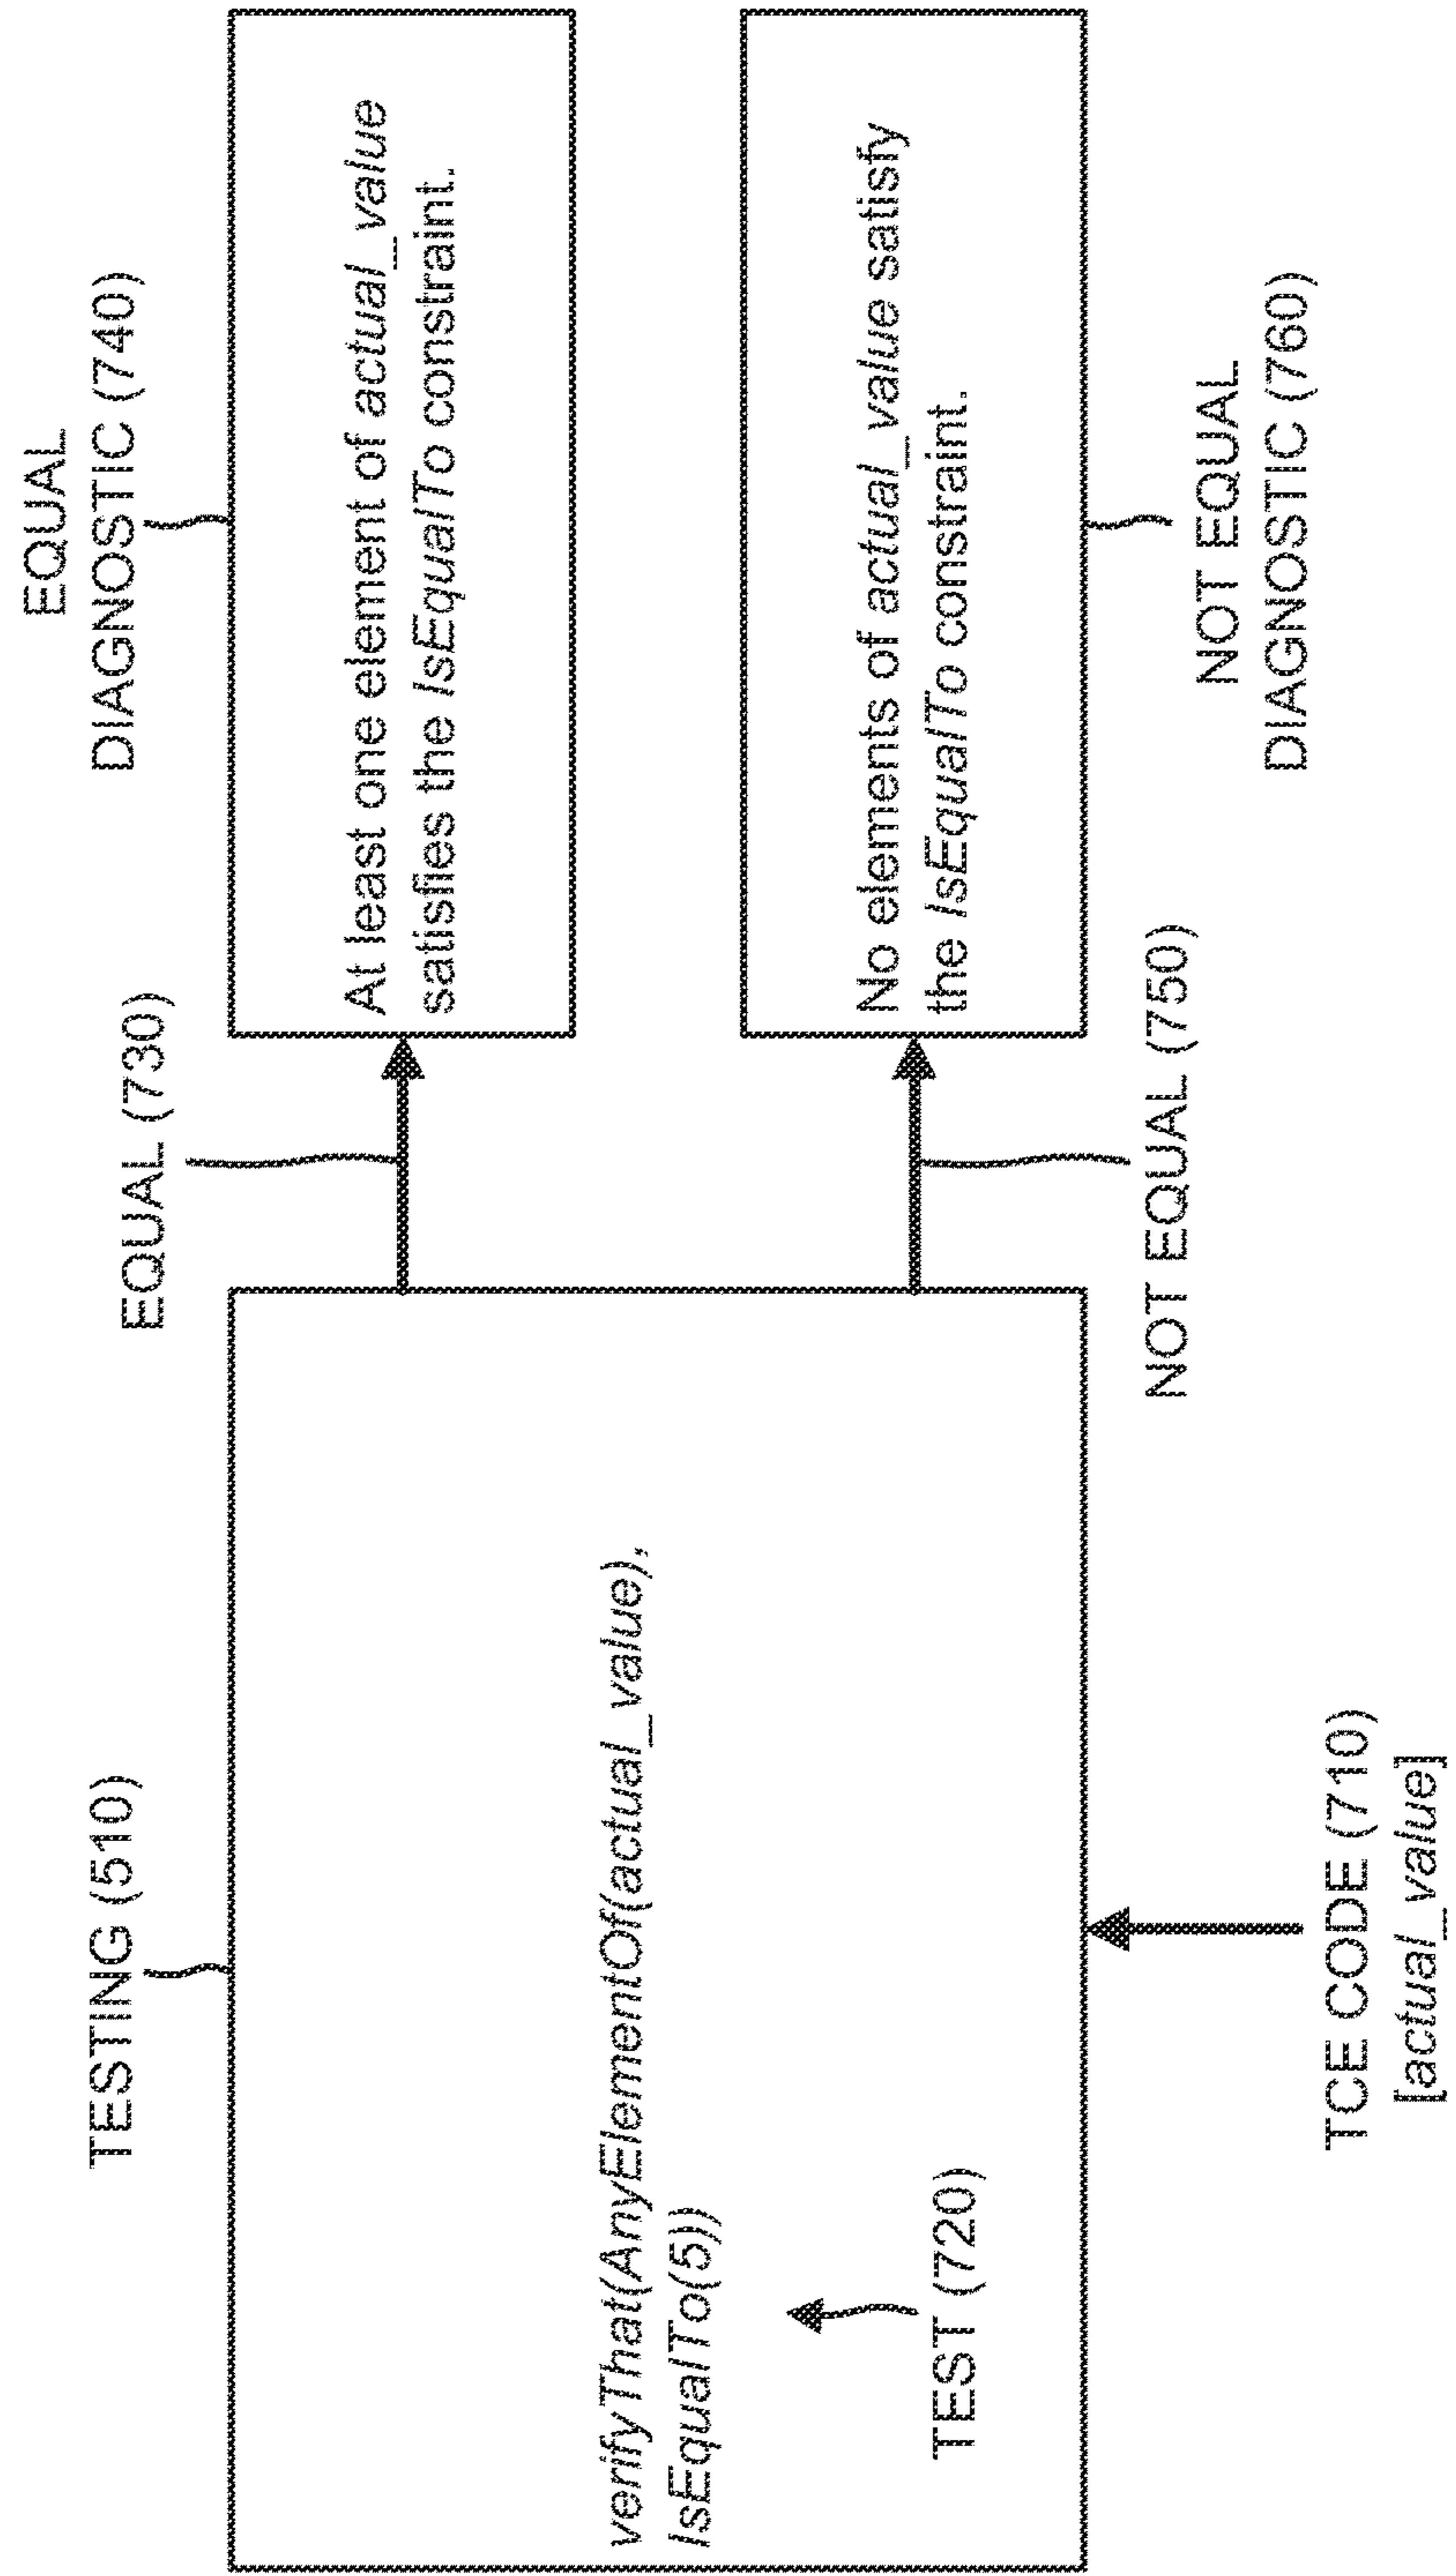 TESTING (510)
verifyThat(AnyElementOf(actual_value),
IsEqualTo(5))
TEST (720)
TCE CODE (710)
[actual_value]
EQUAL (730)
EQUAL
DIAGNOSTIC (740)
At least one element of actual_value
satisfies the IsEqualTo constraint.
NOT EQUAL (750)
No elements of actual_value satisfy
the IsEqualTo constraint.
NOT EQUAL
DIAGNOSTIC (760)